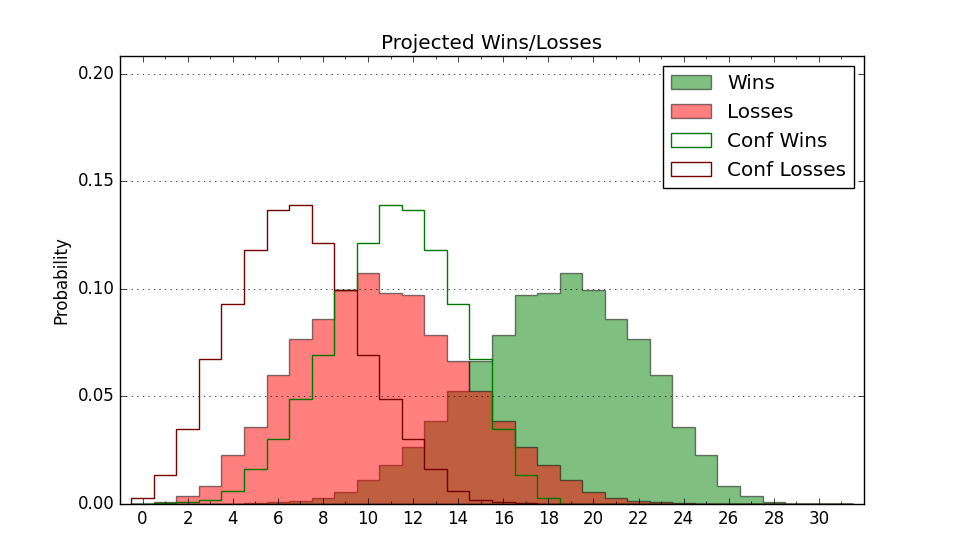 Projected Wins/Losses
Probability
0.20
0.15
0.10
0.05
0.00
0 2 4 6 8 10 12 14 16 18 20 22 24 26 28 30
Wins
Losses
Conf Wins
Conf Losses